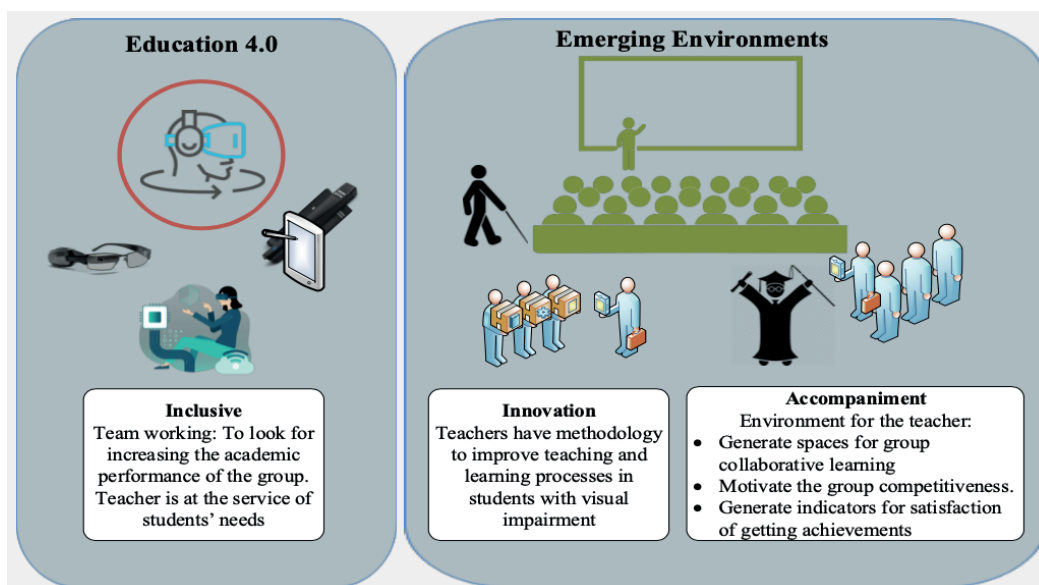 Education 4.0
Inclusive
Team working: To look for
increasing the academic
performance of the group.
Teacher is at the service of
students' needs
Emerging Environments
Innovation
Teachers have methodology
to improve teaching and
learning processes in
students with visual
impairment
Accompaniment
Environment for the teacher:
• Generate spaces for group
collaborative learning
• Motivate the group competitiveness.
• Generate indicators for satisfaction
of getting achievements